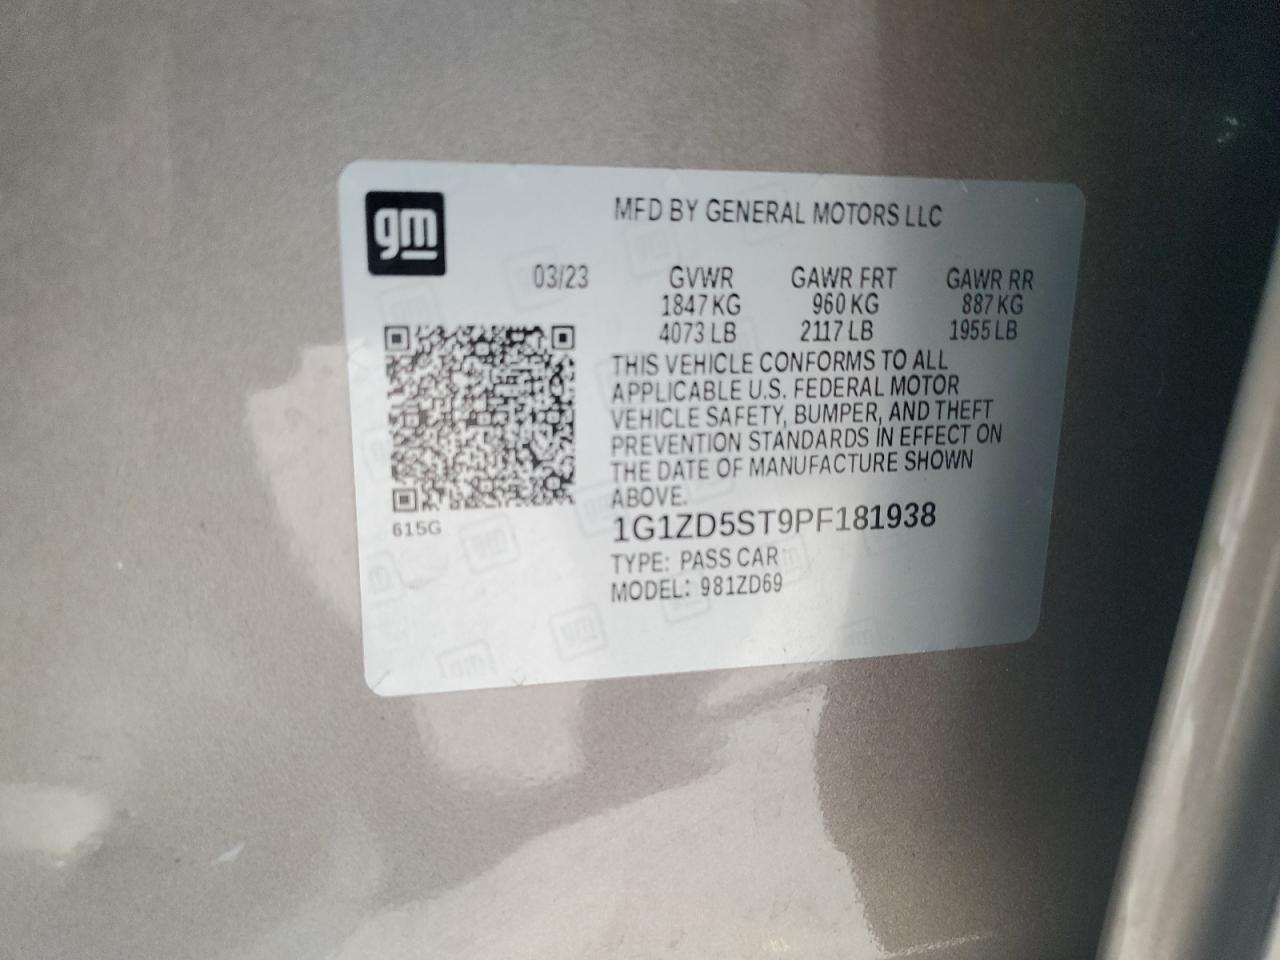 gm
MFD BY GENERAL MOTORS LLC
03/23 GVWR GAWR FRT GAWR RR
1847 KG 960 KG 887 KG
4073 LB 2117 LB 1955 LB
THIS VEHICLE CONFORMS TO ALL
APPLICABLE U.S. FEDERAL MOTOR
VEHICLE SAFETY, BUMPER, AND THEFT
PREVENTION STANDARDS IN EFFECT ON
THE DATE OF MANUFACTURE SHOWN
ABOVE.
615G
1G1ZD5ST9PF181938
TYPE: PASS CAR
MODEL: 981ZD69